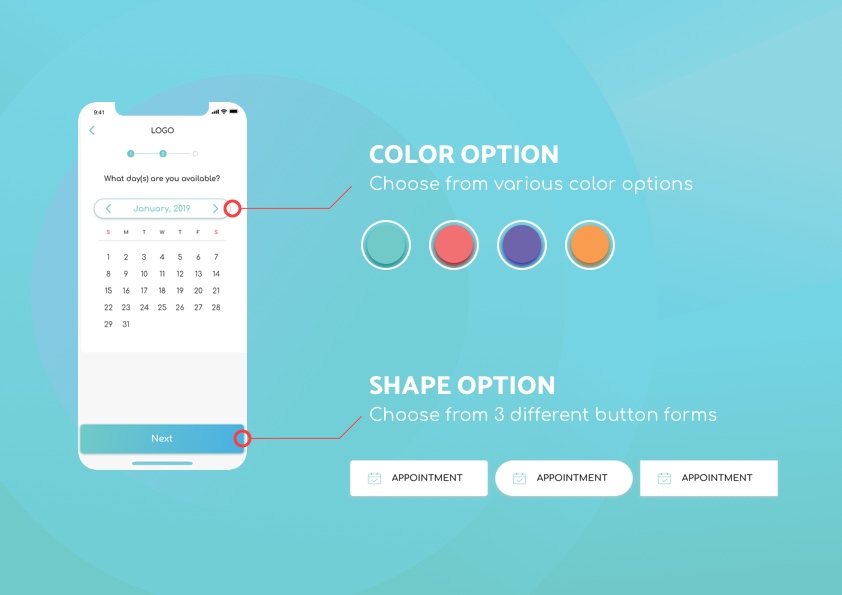 9:41
LOGO
1 2
What day(s) are you available?
January, 2019
S M T W T F S
1 2 3 4 5 6 7
8 9 10 11 12 13 14
15 16 17 18 19 20 21
22 23 24 25 26 27 28
29 31
Next
COLOR OPTION
Choose from various color options
SHAPE OPTION
Choose from 3 different button forms
APPOINTMENT APPOINTMENT APPOINTMENT